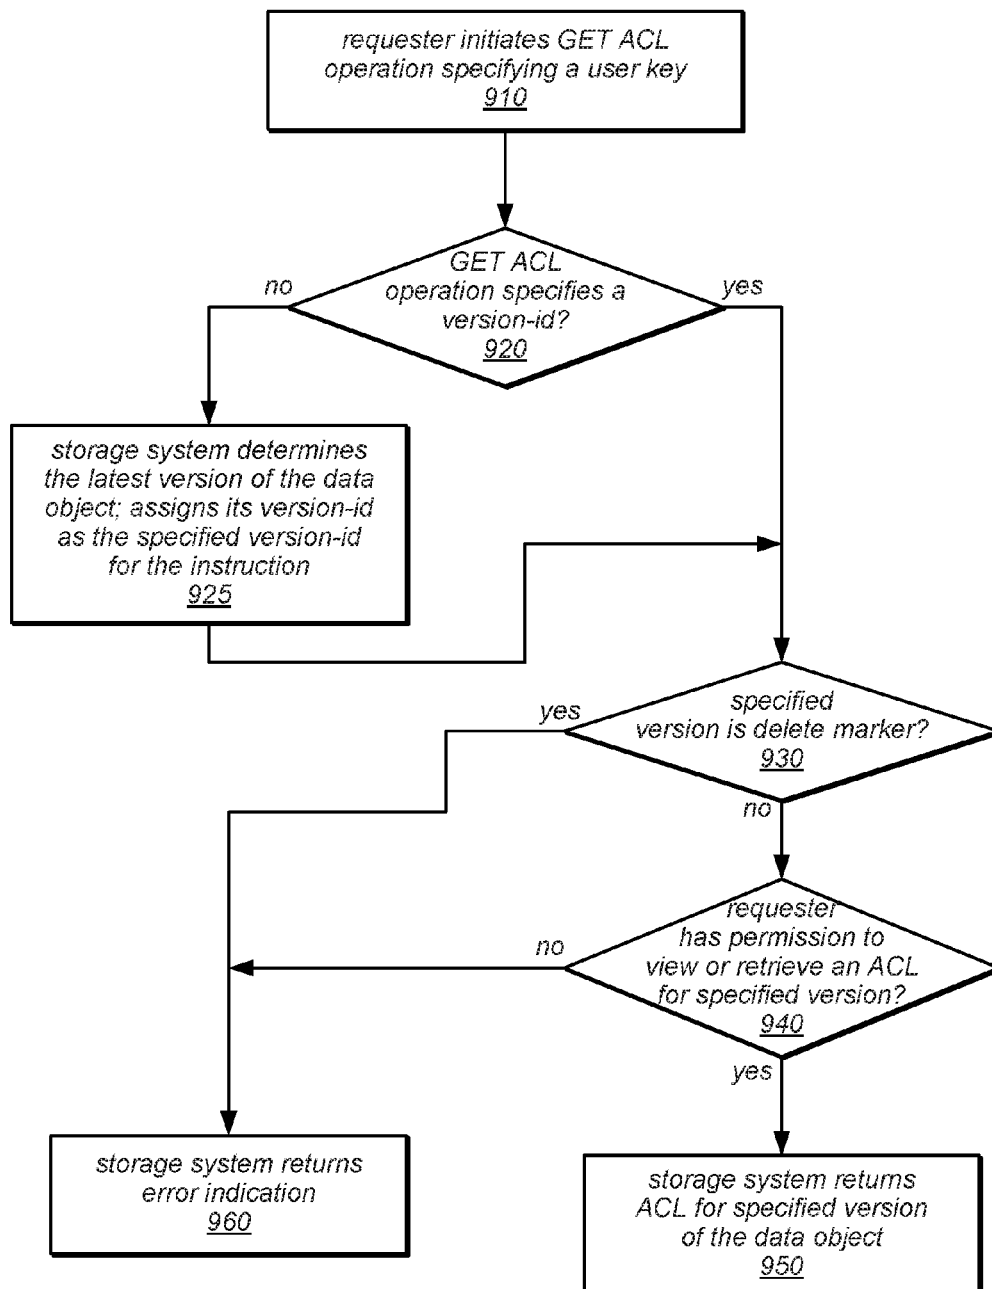 requester initiates GET ACL
operation specifying a user key
910
GET ACL
operation specifies a
version-id?
920
no
yes
storage system determines
the latest version of the data
object; assigns its version-id
as the specified version-id
for the instruction
925
specified
version is delete marker?
930
yes
no
requester
has permission to
view or retrieve an ACL
for specified version?
940
no
yes
storage system returns
error indication
960
storage system returns
ACL for specified version
of the data object
950